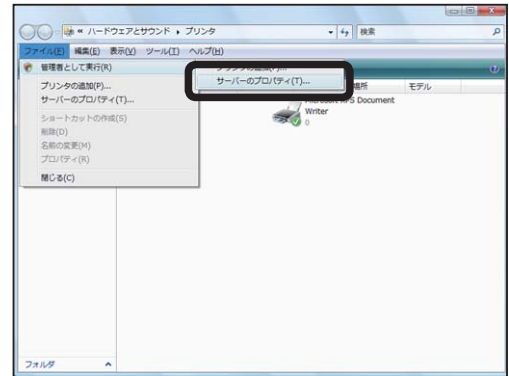 « ハードウェアとサウンド ▸ プリンタ
検索
ファイル(F) 編集(E) 表示(V) ツール(T) ヘルプ(H)
管理者として実行(R)
サーバーのプロパティ(T)...
場所 モデル
プリンタの追加(P)...
サーバーのプロパティ(T)...
Document
Writer
0
ショートカットの作成(S)
削除(D)
名前の変更(M)
プロパティ(R)
閉じる(C)
フォルダ